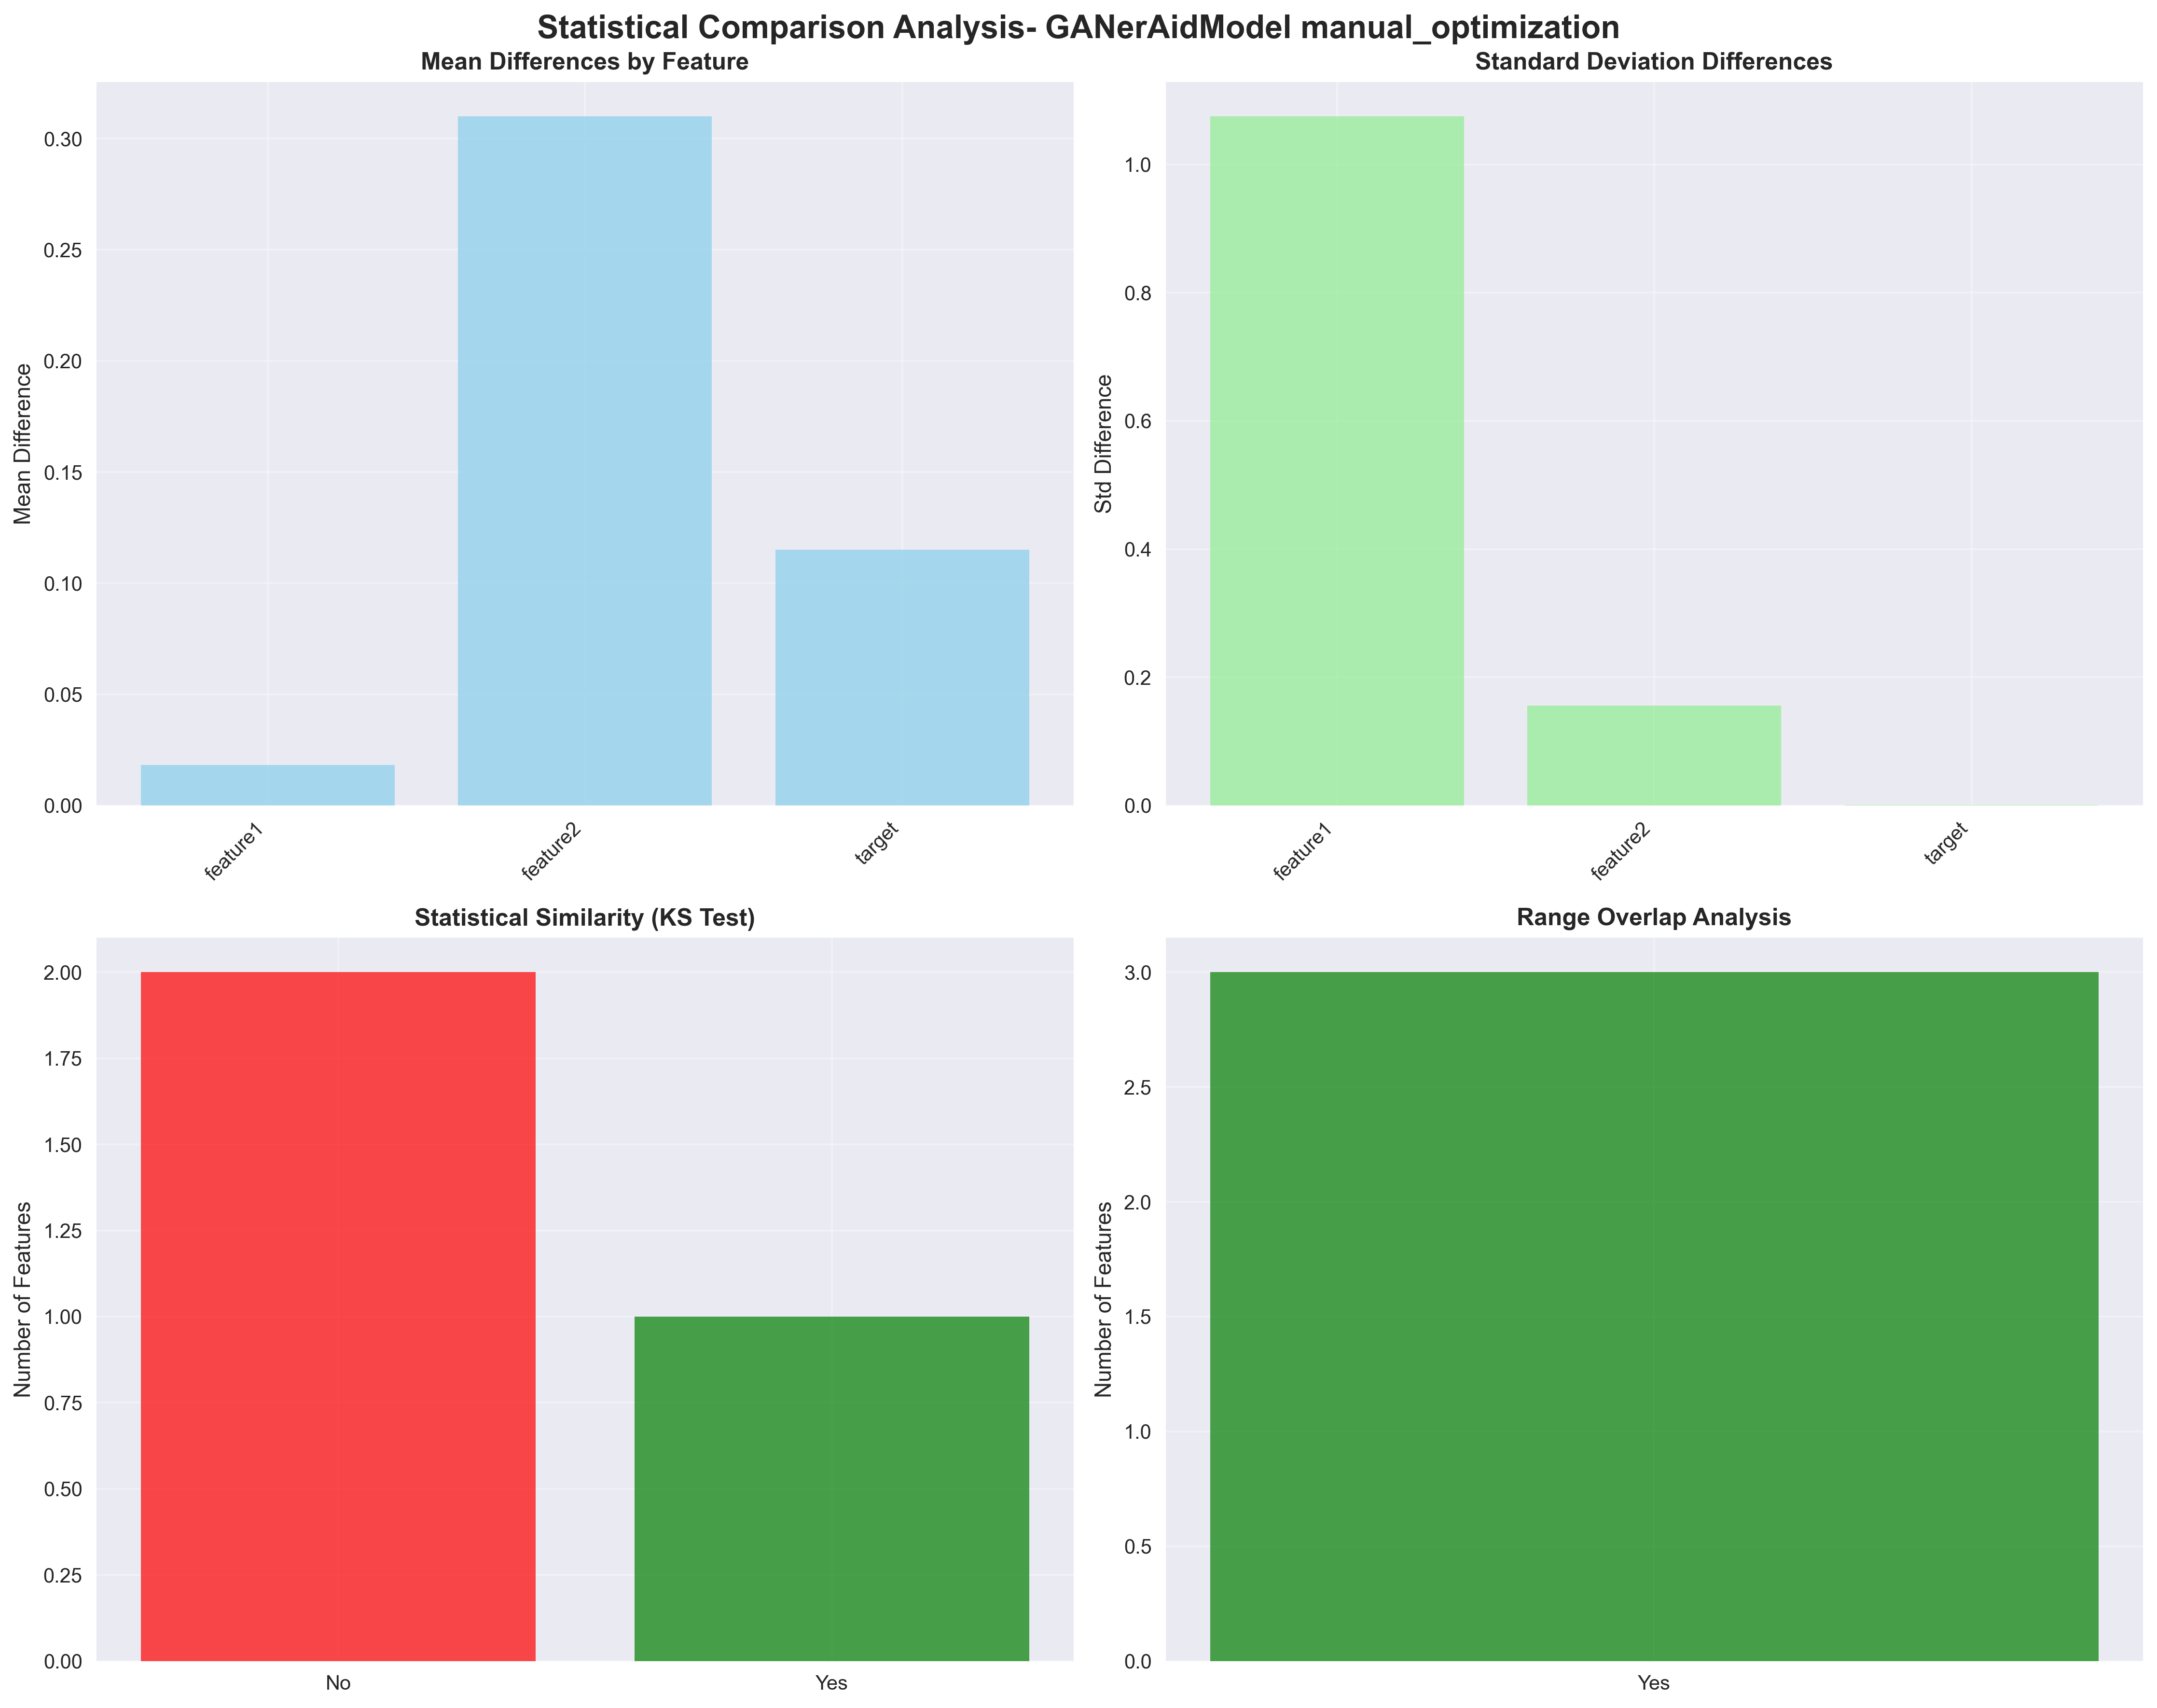 Statistical Comparison Analysis- GANerAidModel manual_optimization
Mean Differences by Feature
Mean Difference
0.30
0.25
0.20
0.15
0.10
0.05
0.00
feature1
feature2
target
Standard Deviation Differences
Std Difference
1.0
0.8
0.6
0.4
0.2
0.0
feature1
feature2
target
Statistical Similarity (KS Test)
Number of Features
2.00
1.75
1.50
1.25
1.00
0.75
0.50
0.25
0.00
No
Yes
Range Overlap Analysis
Number of Features
3.0
2.5
2.0
1.5
1.0
0.5
0.0
Yes